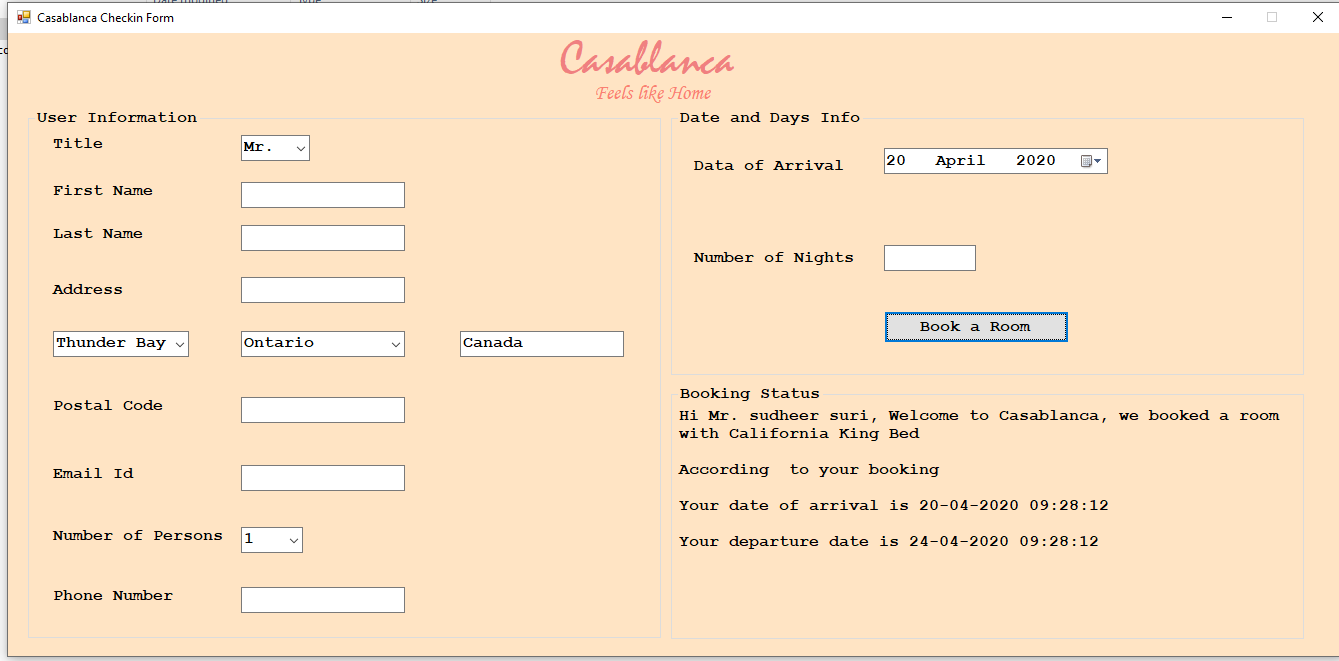 Casablanca Checkin Form
Casablanca
Feels like Home
User Information
Title
Mr.
First Name
Last Name
Address
Thunder Bay
Ontario
Canada
Postal Code
Email Id
Number of Persons
1
Phone Number
Date and Days Info
Data of Arrival
20 April 2020
Number of Nights
Book a Room
Booking Status
Hi Mr. sudheer suri, Welcome to Casablanca, we booked a room
with California King Bed
According  to your booking
Your date of arrival is 20-04-2020 09:28:12
Your departure date is 24-04-2020 09:28:12